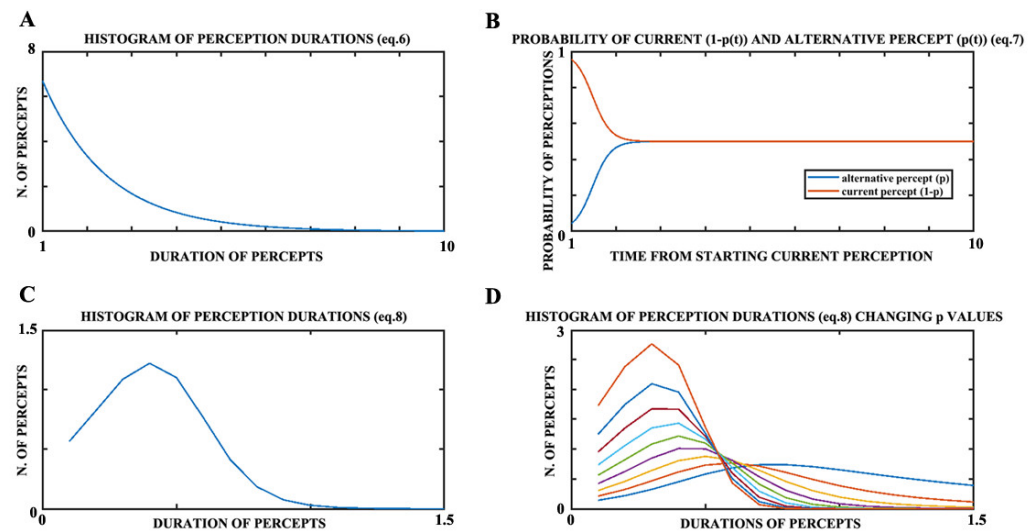 A
HISTOGRAM OF PERCEPTION DURATIONS (eq.6)
8
N. OF PERCEPTS
0
1
10
DURATION OF PERCEPTS
B
PROBABILITY OF CURRENT (1-p(t)) AND ALTERNATIVE PERCEPT (p(t)) (eq.7)
1
PROBABILITY OF PERCEPTIONS
alternative percept (p)
current percept (1-p)
0
1
10
TIME FROM STARTING CURRENT PERCEPTION
C
HISTOGRAM OF PERCEPTION DURATIONS (eq.8)
1.5
N. OF PERCEPTS
0
0
1.5
DURATION OF PERCEPTS
D
HISTOGRAM OF PERCEPTION DURATIONS (eq.8) CHANGING p VALUES
3
N. OF PERCEPTS
0
0
1.5
DURATIONS OF PERCEPTS